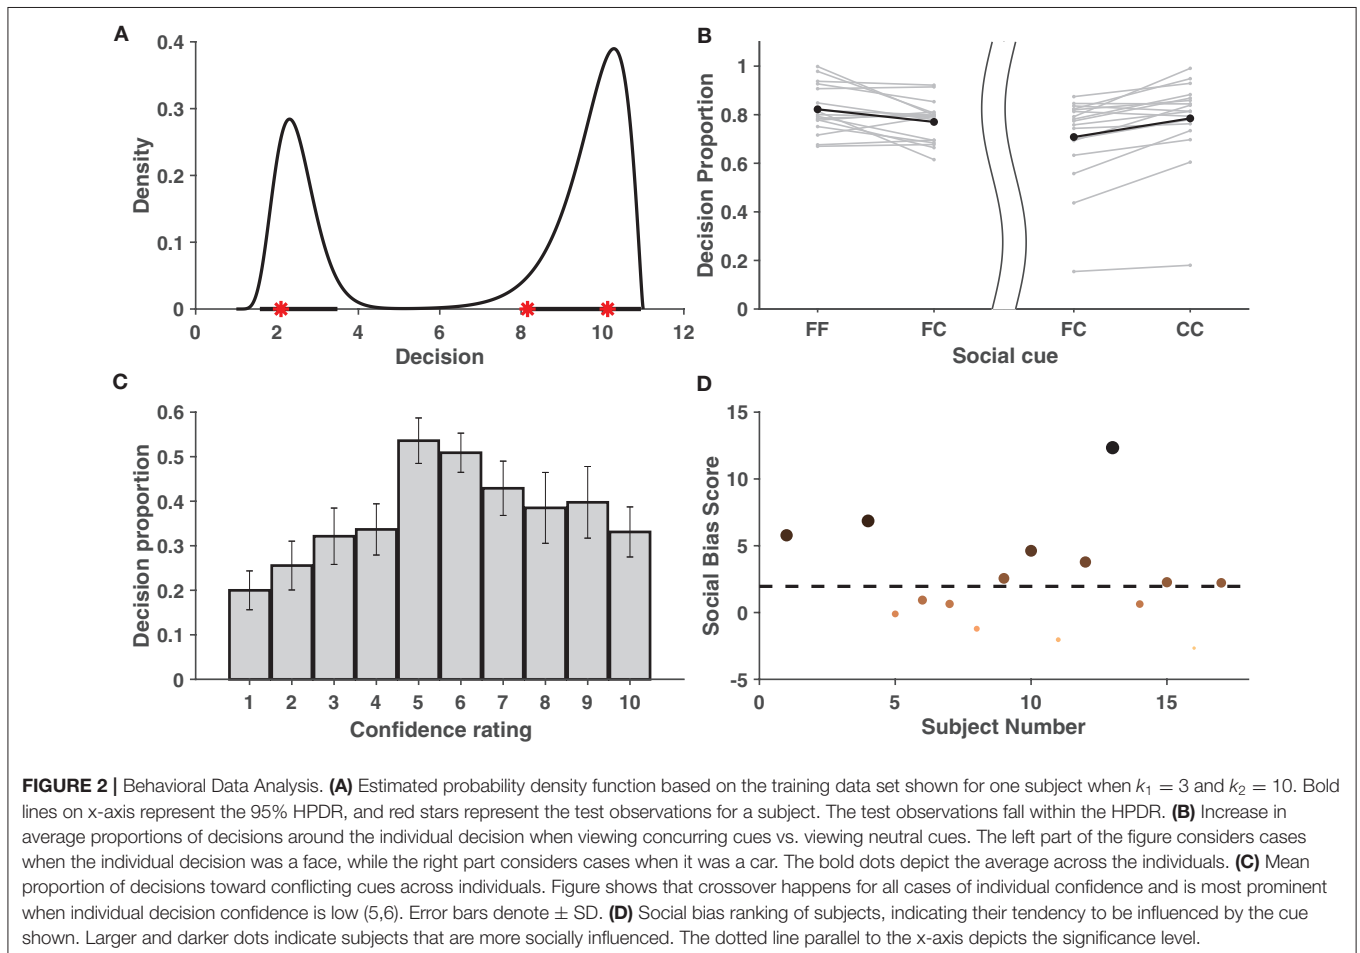 A
0.4
0.3
0.2
0.1
0
Density
0 2 4 6 8 10 12
Decision
B
1
0.8
0.6
0.4
0.2
0
Decision Proportion
FF FC FC CC
Social cue
C
0.6
0.5
0.4
0.3
0.2
0.1
0
Decision proportion
1 2 3 4 5 6 7 8 9 10
Confidence rating
D
15
10
5
0
-5
Social Bias Score
0 5 10 15
Subject Number
FIGURE 2 | Behavioral Data Analysis. (A) Estimated probability density function based on the training data set shown for one subject when k₁ = 3 and k₂ = 10. Bold
lines on x-axis represent the 95% HPDR, and red stars represent the test observations for a subject. The test observations fall within the HPDR. (B) Increase in
average proportions of decisions around the individual decision when viewing concurring cues vs. viewing neutral cues. The left part of the figure considers cases
when the individual decision was a face, while the right part considers cases when it was a car. The bold dots depict the average across the individuals. (C) Mean
proportion of decisions toward conflicting cues across individuals. Figure shows that crossover happens for all cases of individual confidence and is most prominent
when individual decision confidence is low (5,6). Error bars denote ± SD. (D) Social bias ranking of subjects, indicating their tendency to be influenced by the cue
shown. Larger and darker dots indicate subjects that are more socially influenced. The dotted line parallel to the x-axis depicts the significance level.